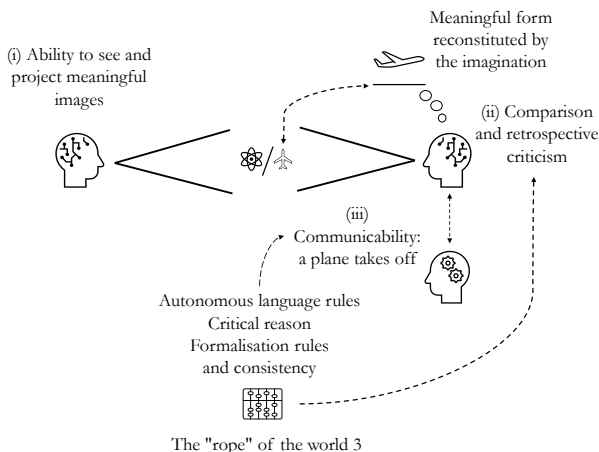 Meaningful form
reconstituted by
the imagination
(i) Ability to see and
project meaningful
images
(ii) Comparison
and retrospective
criticism
(iii)
Communicability:
a plane takes off
Autonomous language rules
Critical reason
Formalisation rules
and consistency
The "rope" of the world 3